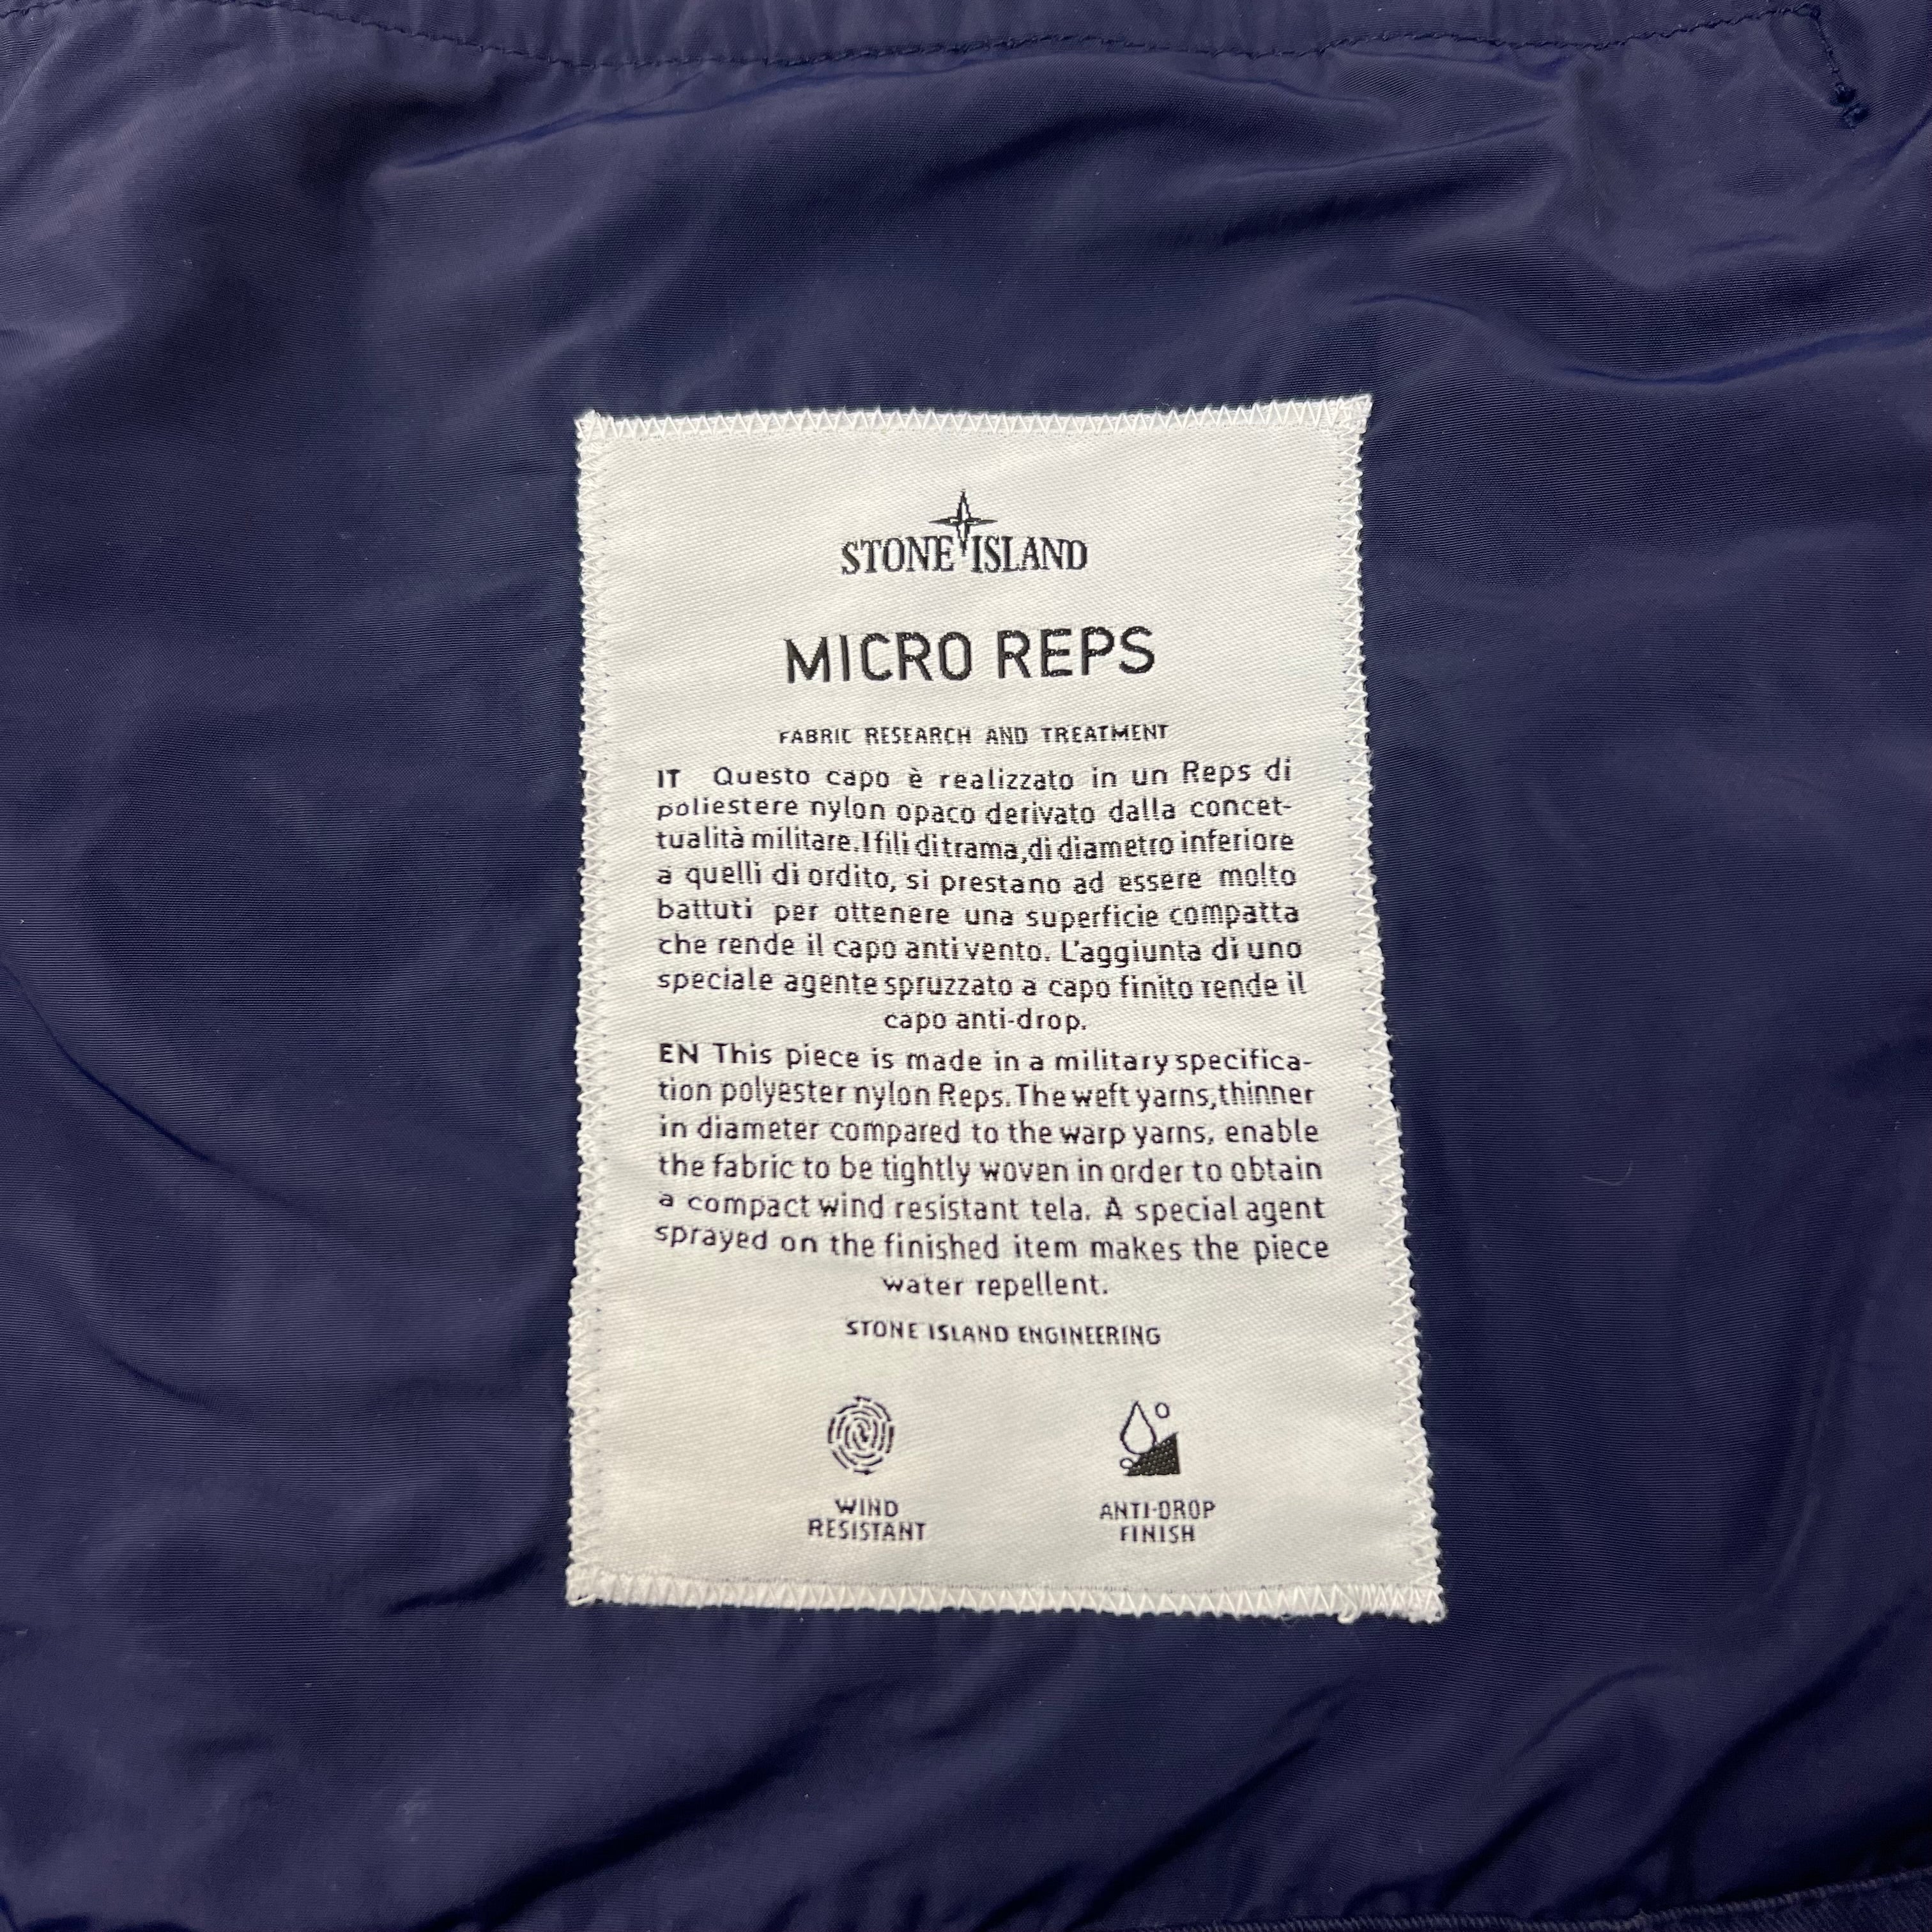 STONE ISLAND
MICRO REPS
FABRIC RESEARCH AND TREATMENT
IT Questo capo è realizzato in un Reps di
poliestere nylon opaco derivato dalla concet-
tualità militare. I fili di trama, di diametro inferiore
a quelli di ordito, si prestano ad essere molto
battuti per ottenere una superficie compatta
che rende il capo anti vento. L'aggiunta di uno
speciale agente spruzzato a capo finito rende il
capo anti-drop.
EN This piece is made in a military specifica-
tion polyester nylon Reps. The weft yarns, thinner
in diameter compared to the warp yarns, enable
the fabric to be tightly woven in order to obtain
a compact wind resistant tela. A special agent
sprayed on the finished item makes the piece
water repellent.
STONE ISLAND ENGINEERING
WIND
RESISTANT
ANTI-DROP
FINISH